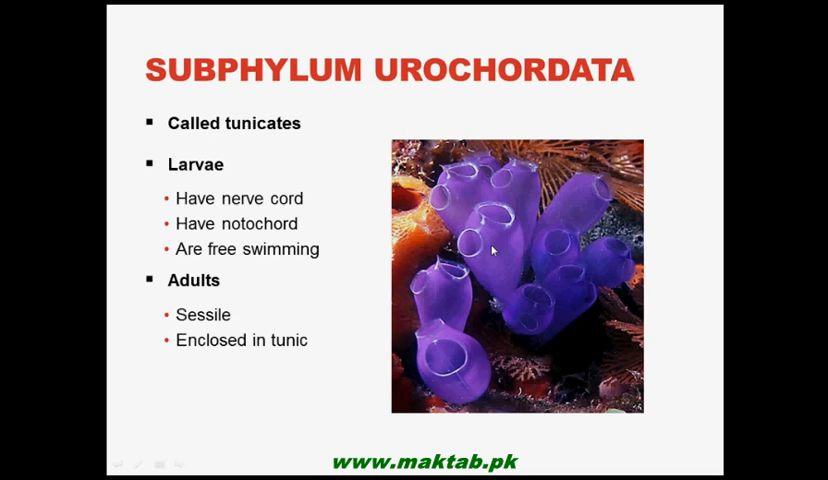 SUBPHYLUM UROCHORDATA
Called tunicates
Larvae
Have nerve cord
Have notochord
Are free swimming
Adults
Sessile
Enclosed in tunic
www.maktab.pk